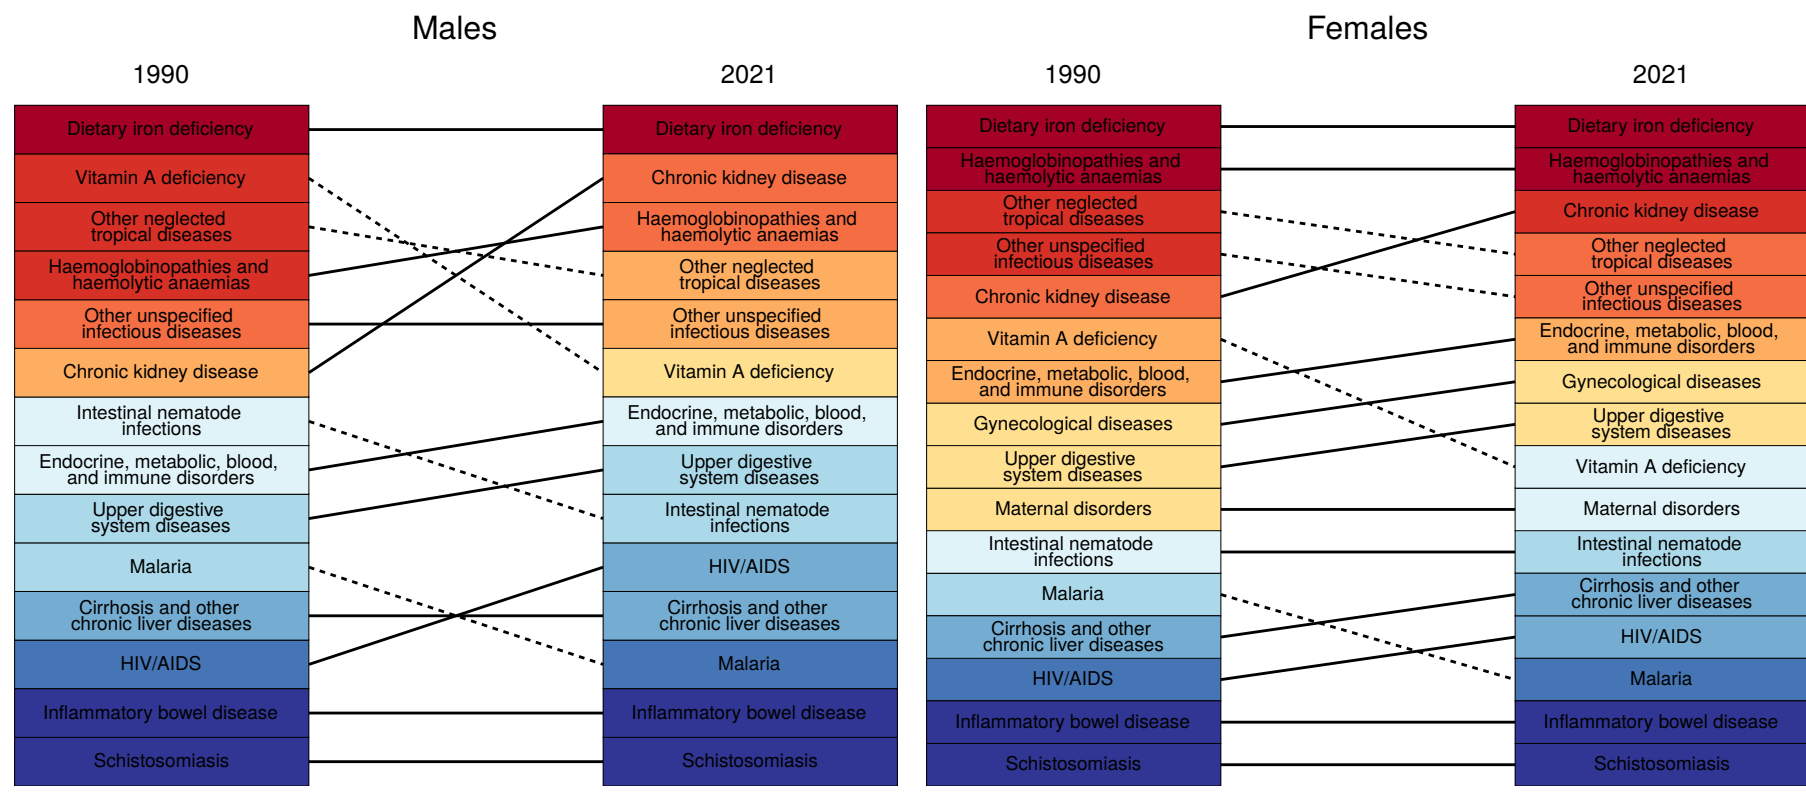 Males
1990
2021
Dietary iron deficiency
Vitamin A deficiency
Other neglected
tropical diseases
Haemoglobinopathies and
haemolytic anaemias
Other unspecified
infectious diseases
Chronic kidney disease
Intestinal nematode
infections
Endocrine, metabolic, blood,
and immune disorders
Upper digestive
system diseases
Malaria
Cirrhosis and other
chronic liver diseases
HIV/AIDS
Inflammatory bowel disease
Schistosomiasis
Dietary iron deficiency
Chronic kidney disease
Haemoglobinopathies and
haemolytic anaemias
Other neglected
tropical diseases
Other unspecified
infectious diseases
Vitamin A deficiency
Endocrine, metabolic, blood,
and immune disorders
Upper digestive
system diseases
Intestinal nematode
infections
HIV/AIDS
Cirrhosis and other
chronic liver diseases
Malaria
Inflammatory bowel disease
Schistosomiasis
Females
1990
2021
Dietary iron deficiency
Haemoglobinopathies and
haemolytic anaemias
Other neglected
tropical diseases
Other unspecified
infectious diseases
Chronic kidney disease
Vitamin A deficiency
Endocrine, metabolic, blood,
and immune disorders
Gynecological diseases
Upper digestive
system diseases
Maternal disorders
Intestinal nematode
infections
Malaria
Cirrhosis and other
chronic liver diseases
HIV/AIDS
Inflammatory bowel disease
Schistosomiasis
Dietary iron deficiency
Haemoglobinopathies and
haemolytic anaemias
Chronic kidney disease
Other neglected
tropical diseases
Other unspecified
infectious diseases
Endocrine, metabolic, blood,
and immune disorders
Gynecological diseases
Upper digestive
system diseases
Vitamin A deficiency
Maternal disorders
Intestinal nematode
infections
Cirrhosis and other
chronic liver diseases
HIV/AIDS
Malaria
Inflammatory bowel disease
Schistosomiasis